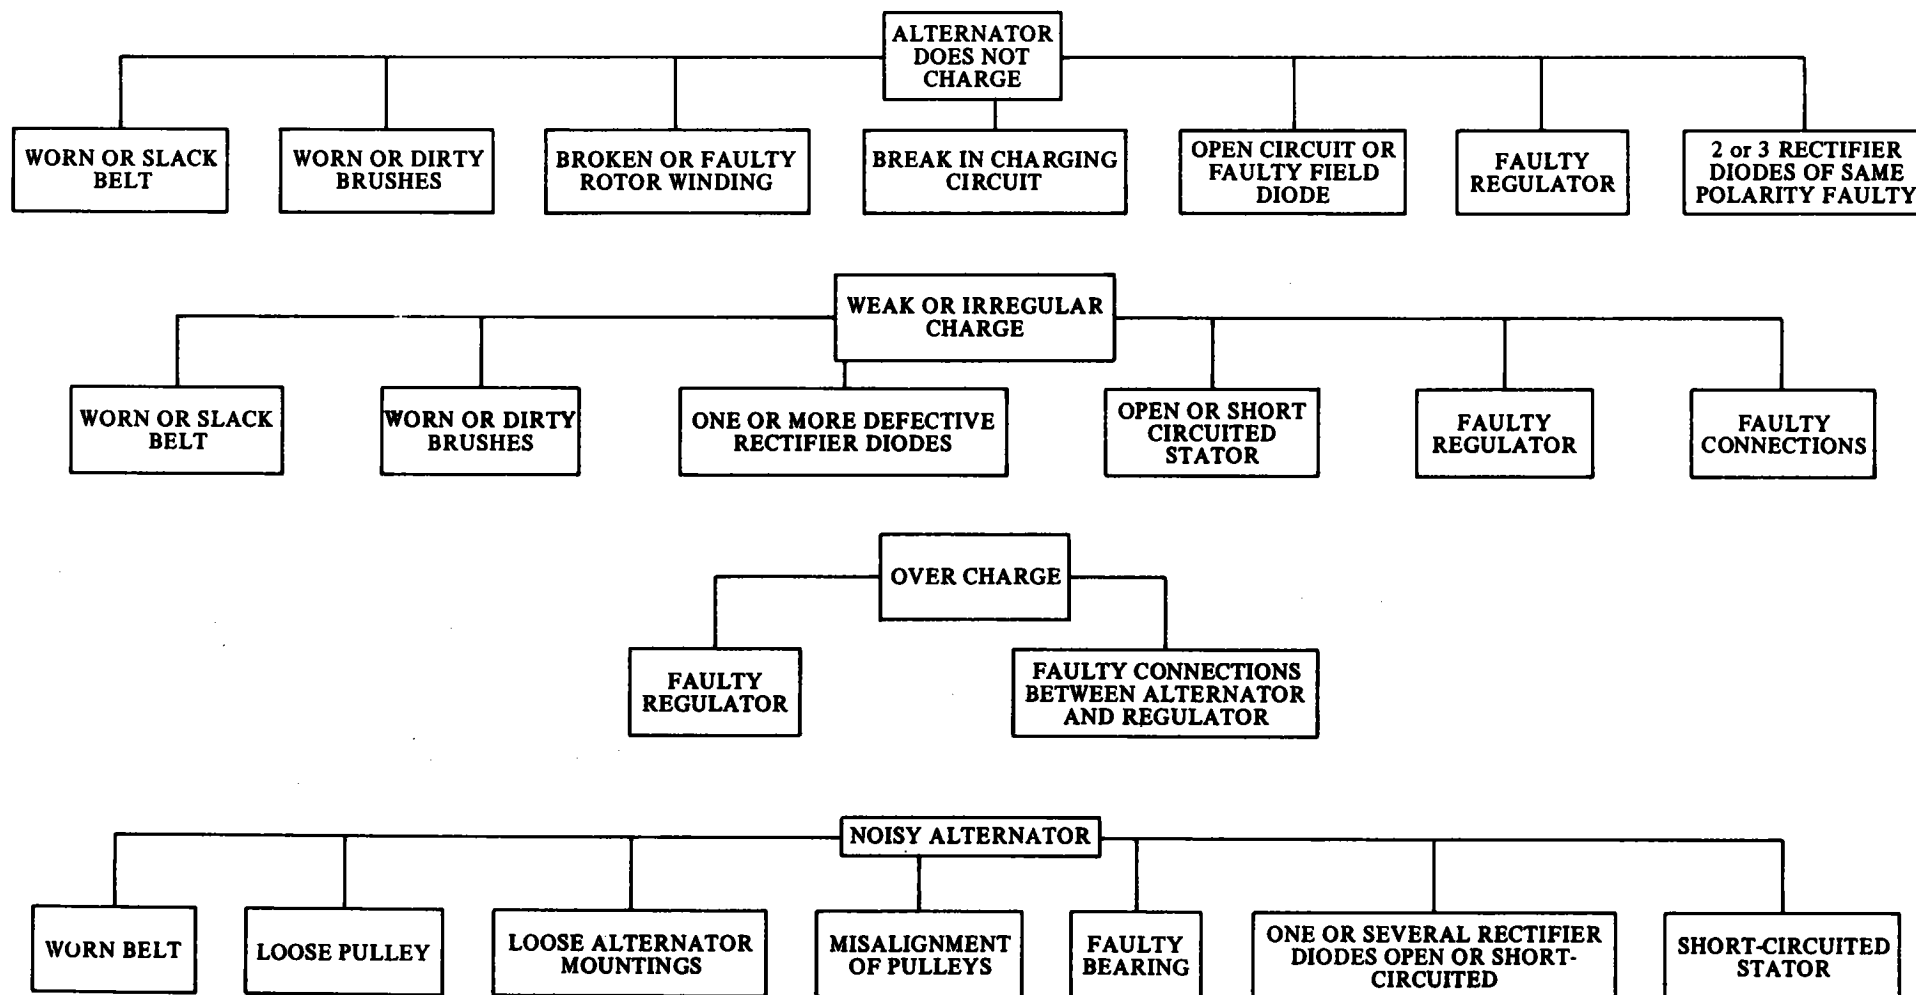 ALTERNATOR
DOES NOT
CHARGE
WORN OR SLACK
BELT
WORN OR DIRTY
BRUSHES
BROKEN OR FAULTY
ROTOR WINDING
BREAK IN CHARGING
CIRCUIT
OPEN CIRCUIT OR
FAULTY FIELD
DIODE
FAULTY
REGULATOR
2 or 3 RECTIFIER
DIODES OF SAME
POLARITY FAULTY
WEAK OR IRREGULAR
CHARGE
WORN OR SLACK
BELT
WORN OR DIRTY
BRUSHES
ONE OR MORE DEFECTIVE
RECTIFIER DIODES
OPEN OR SHORT
CIRCUITED
STATOR
FAULTY
REGULATOR
FAULTY
CONNECTIONS
OVER CHARGE
FAULTY
REGULATOR
FAULTY CONNECTIONS
BETWEEN ALTERNATOR
AND REGULATOR
NOISY ALTERNATOR
WORN BELT
LOOSE PULLEY
LOOSE ALTERNATOR
MOUNTINGS
MISALIGNMENT
OF PULLEYS
FAULTY
BEARING
ONE OR SEVERAL RECTIFIER
DIODES OPEN OR SHORT-
CIRCUITED
SHORT-CIRCUITED
STATOR